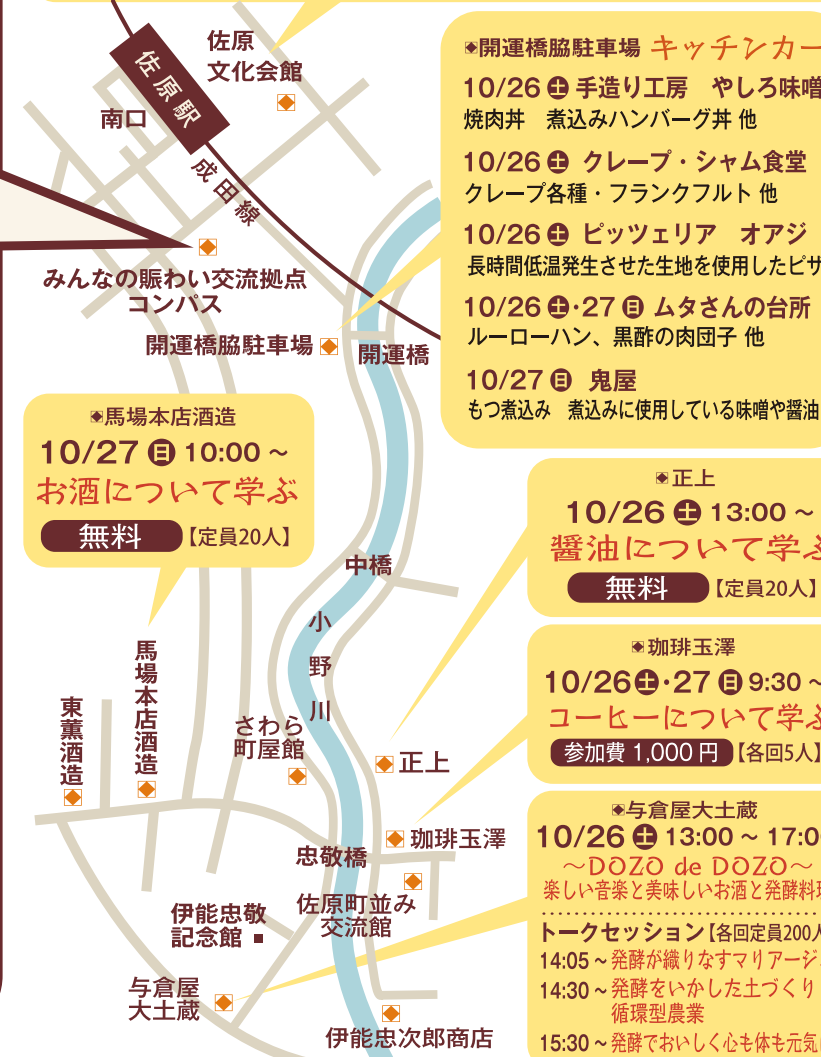 佐原
文化会館
佐原駅
南口
成田線
みんなの賑わい交流拠点
コンパス
開運橋脇駐車場
開運橋
開運橋脇駐車場 キッチンカー
10/26 土 手造り工房 やしろ味噌
焼肉丼 煮込みハンバーグ丼 他
10/26 土 クレープ・シャム食堂
クレープ各種・フランクフルト 他
10/26 土 ピッツェリア オアジ
長時間低温発生させた生地を使用したピザ
10/26 土・27 日 ムタさんの台所
ルーローハン、黒酢の肉団子 他
10/27 日 鬼屋
もつ煮込み 煮込みに使用している味噌や醤油
馬場本店酒造
10/27 日 10:00 ～
お酒について学ぶ
無料 【定員20人】
正上
10/26 土 13:00 ～
醤油について学ぶ
無料 【定員20人】
珈琲玉澤
10/26 土・27 日 9:30 ～
コーヒーについて学ぶ
参加費 1,000 円 【各回5人】
与倉屋大土蔵
10/26 土 13:00 ～ 17:0
～DOZO de DOZO～
楽しい音楽と美味しいお酒と発酵料理
トークセッション【各回定員200人
14:05 ～ 発酵が織りなすマリアージ
14:30 ～ 発酵をいかした土づくり
循環型農業
15:30 ～ 発酵でおいしく心も体も元気
中橋
小野川
馬場本店酒造
東薫酒造
さわら
町屋館
正上
珈琲玉澤
忠敬橋
佐原町並み
交流館
伊能忠敬
記念館
与倉屋
大土蔵
伊能忠次郎商店